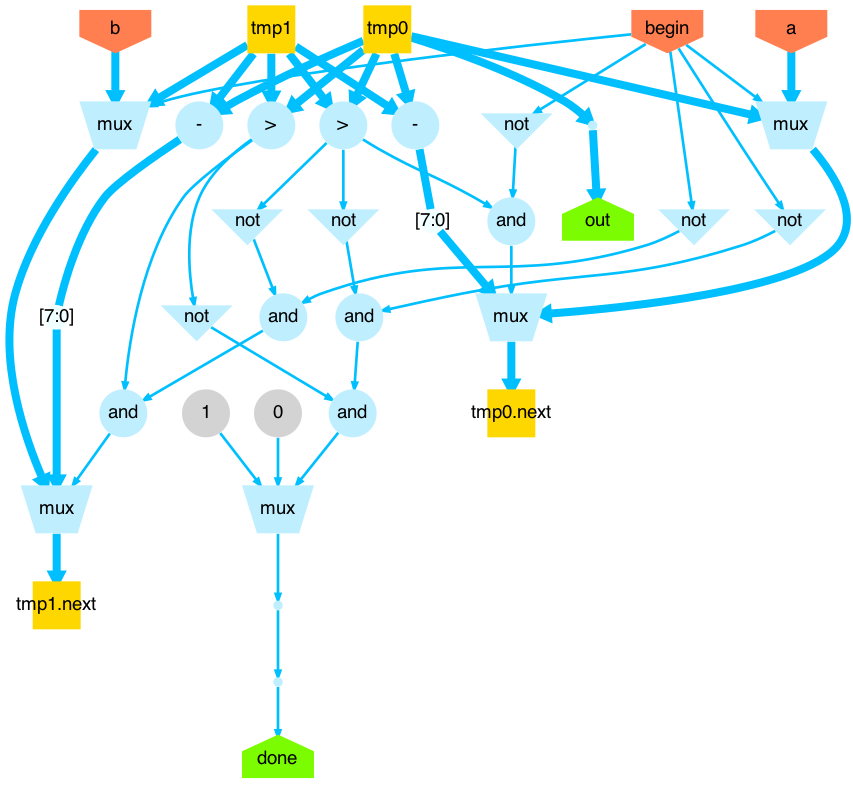 b
tmp1
tmp0
begin
a
mux
-
>
>
-
not
mux
not
not
[7:0]
and
out
not
not
[7:0]
not
and
and
mux
and
1
0
and
tmp0.next
mux
mux
tmp1.next
done